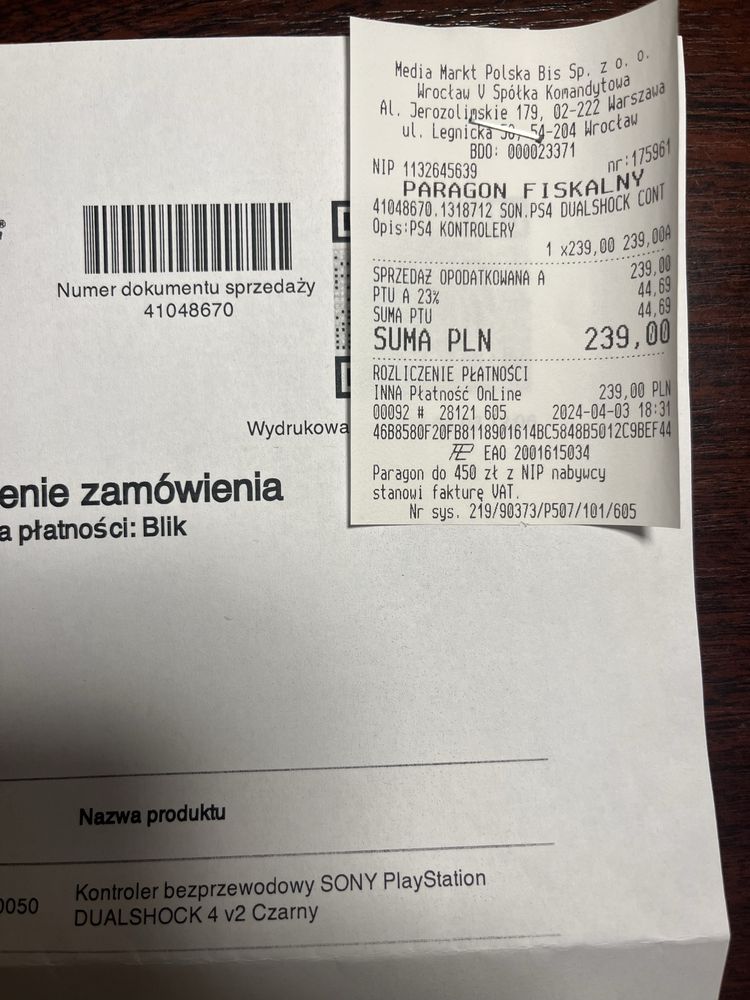 Media Markt Polska Bis Sp. z o. o.
Wrocław V Spółka Komandytowa
Al. Jerozolimskie 179, 02-222 Warszawa
ul. Legnicka 58, 54-204 Wrocław
BDO: 000023371
NIP 1132645639 nr:175961
PARAGON FISKALNY
41048670.1318712 SON.PS4 DUALSHOCK CONT
Opis:PS4 KONTROLERY
1 x239,00 239,00A
SPRZEDAŻ OPODATKOWANA A 239,00
PTU A 23% 44,69
SUMA PTU 44,69
SUMA PLN 239,00
ROZLICZENIE PŁATNOŚCI
INNA Płatność OnLine 239,00 PLN
00092 # 28121 605 2024-04-03 18:31
46B8580F20FB8118901614BC5848B5012C9BEF44
EAO 2001615034
Paragon do 450 zł z NIP nabywcy
stanowi fakturę VAT.
Nr sys. 219/90373/P507/101/605
Numer dokumentu sprzedaży
41048670
Wydrukowa
enie zamówienia
a płatności: Blik
Nazwa produktu
0050 Kontroler bezprzewodowy SONY PlayStation
DUALSHOCK 4 v2 Czarny